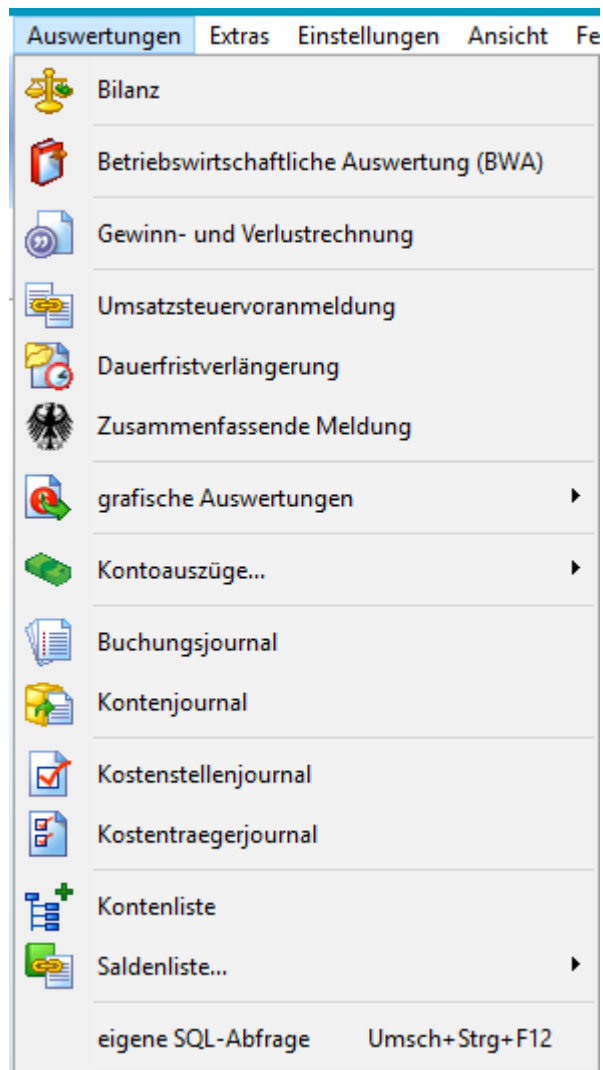 Auswertungen Extras Einstellungen Ansicht Fe
Bilanz
Betriebswirtschaftliche Auswertung (BWA)
Gewinn- und Verlustrechnung
Umsatzsteuervoranmeldung
Dauerfristverlängerung
Zusammenfassende Meldung
grafische Auswertungen
Kontoauszüge...
Buchungsjournal
Kontenjournal
Kostenstellenjournal
Kostentraegerjournal
Kontenliste
Saldenliste...
eigene SQL-Abfrage Umsch+Strg+F12